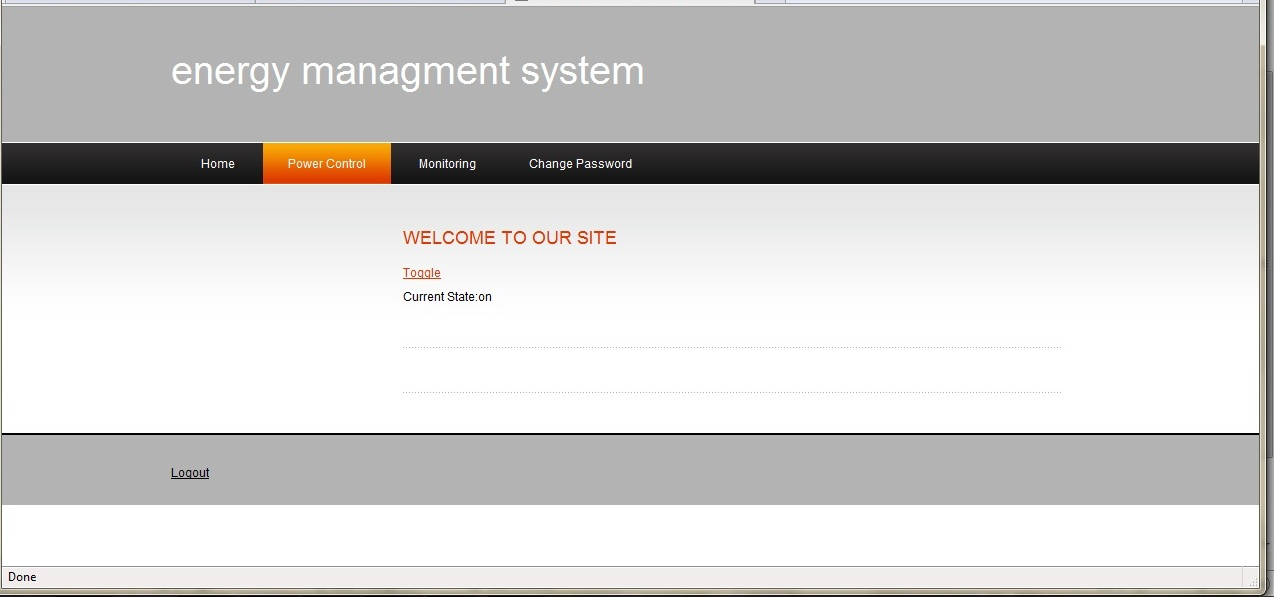 energy managment system
Home Power Control Monitoring Change Password
WELCOME TO OUR SITE
Toggle
Current State:on
Logout
Done